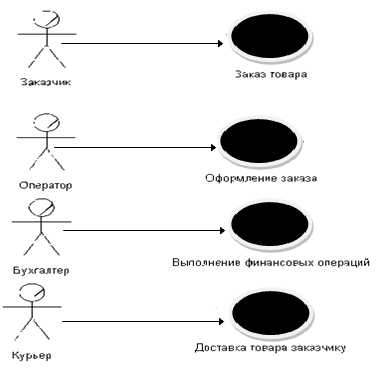 Заказчик
Заказ товара
Оператор
Оформление заказа
Бухгалтер
Выполнение финансовых операций
Курьер
Доставка товара заказчику